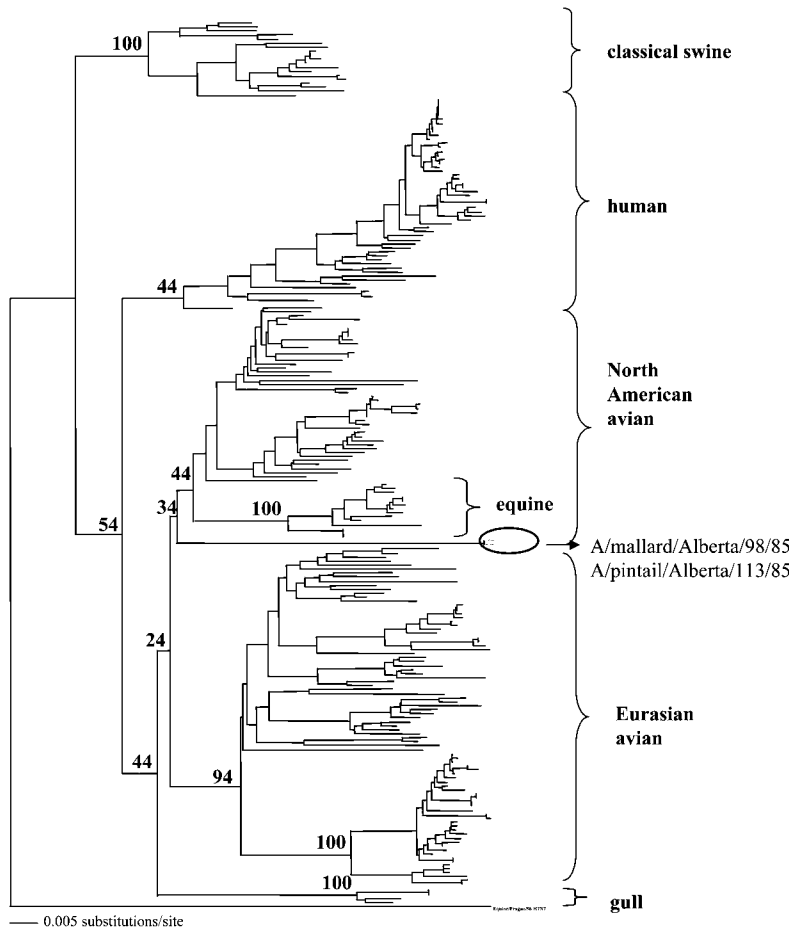 100
classical swine
human
44
North
American
avian
44
100
equine
34
54
A/mallard/Alberta/98/85
A/pintail/Alberta/113/85
24
Eurasian
avian
44
94
100
100
gull
0.005 substitutions/site